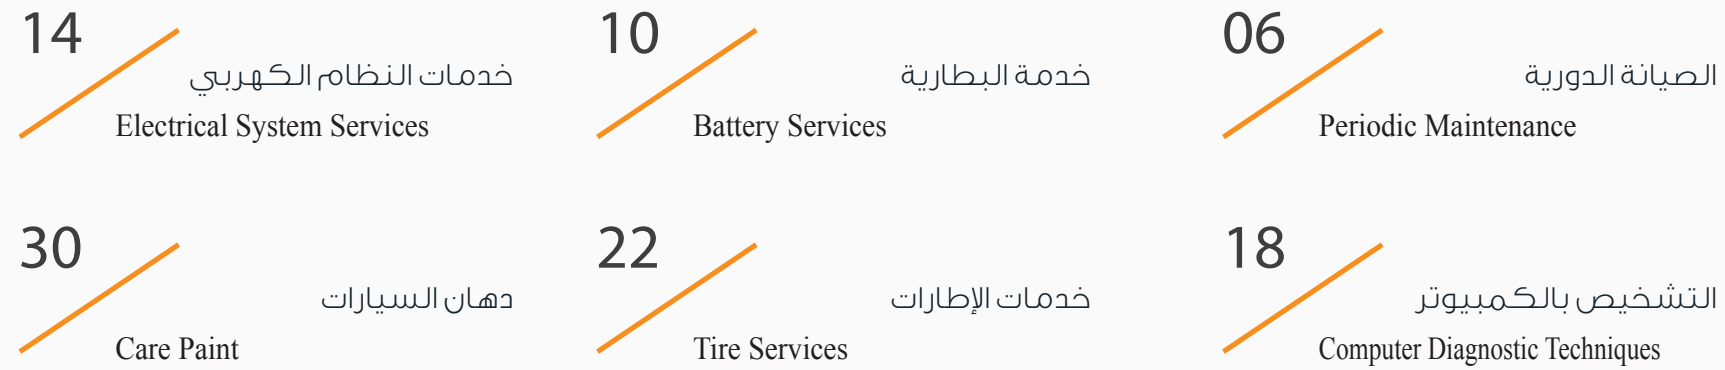 06
الصيانة الدورية
Periodic Maintenance
10
خدمة البطارية
Battery Services
14
خدمات النظام الكهربي
Electrical System Services
18
التشخيص بالكمبيوتر
Computer Diagnostic Techniques
22
خدمات الإطارات
Tire Services
30
دهان السيارات
Care Paint